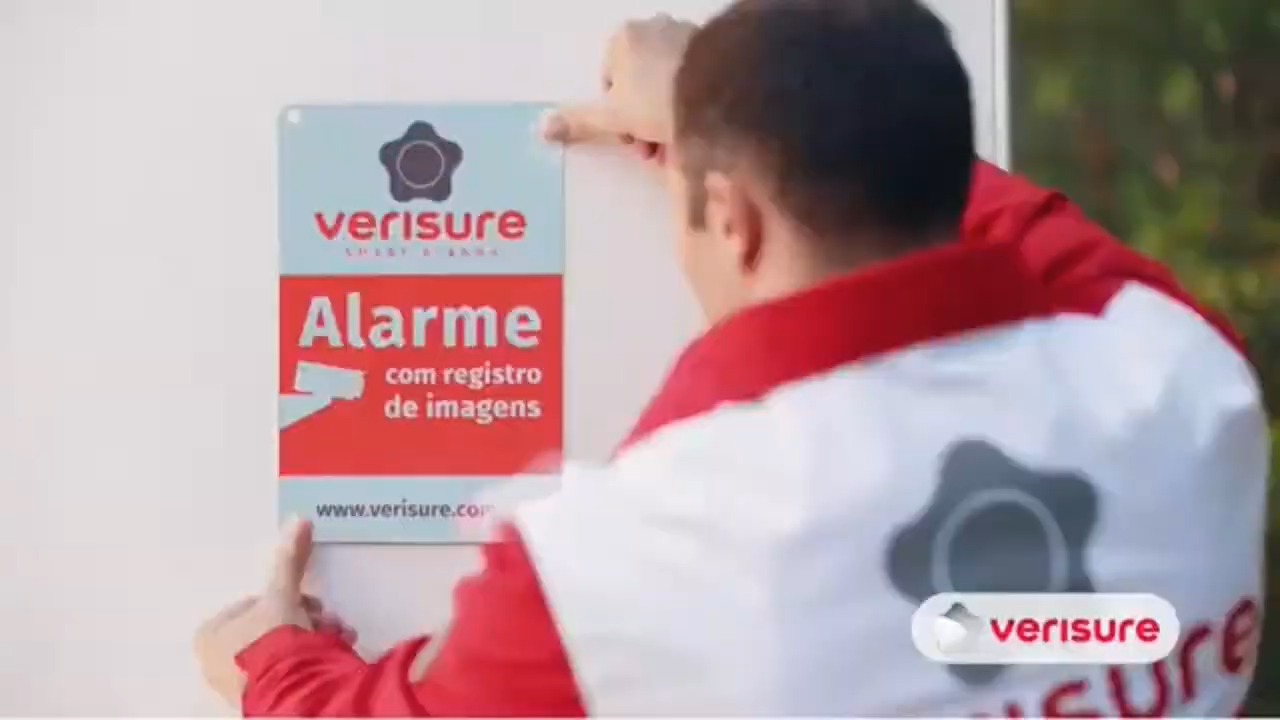 verisure
Alarme
com registro
de imagens
www.verisure.com
verisure